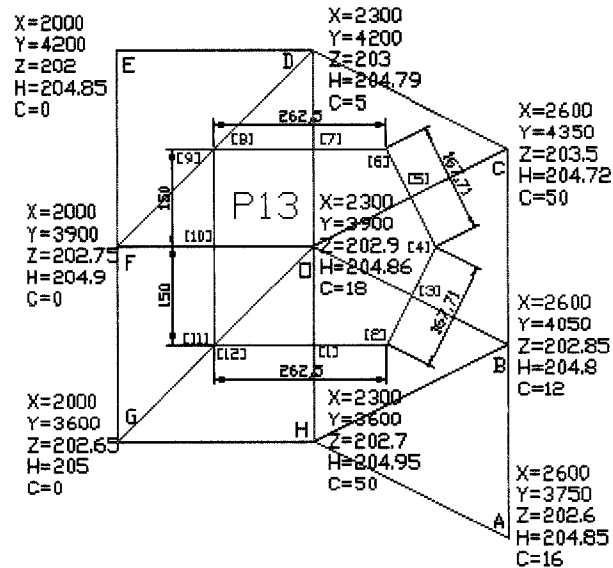 X=2000
Y=4200
Z=202
H=204.85
C=0
E
D
X=2300
Y=4200
Z=203
H=204.79
C=5
262,5
[9]
[8]
[7]
[6]
[5]
167,71
X=2600
Y=4350
Z=203.5
H=204.72
C=50
C
150
P13
X=2000
Y=3900
Z=202.75
H=204.9
C=0
F
[10]
X=2300
Y=3900
Z=202.9
H=204.86
C=18
O
[4]
150
[3]
167,71
X=2600
Y=4050
Z=202.85
H=204.8
C=12
B
[11]
[12]
[1]
[2]
262,5
X=2000
Y=3600
Z=202.65
H=205
C=0
G
H
X=2300
Y=3600
Z=202.7
H=204.95
C=50
X=2600
Y=3750
Z=202.6
H=204.85
C=16
A